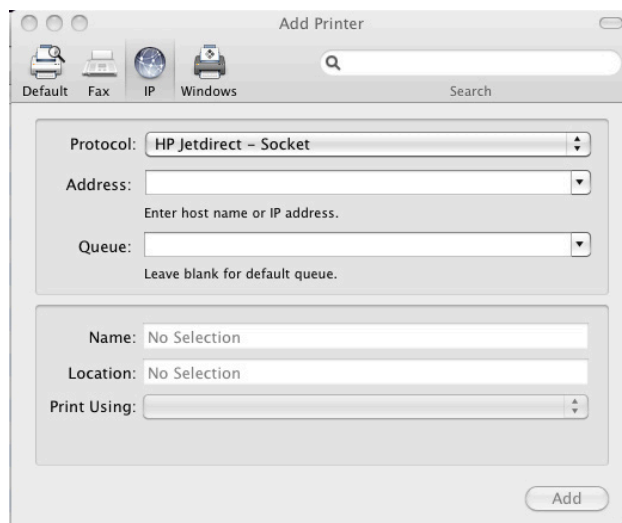 Add Printer
Default Fax IP Windows Search
Protocol: HP Jetdirect – Socket
Address:
Enter host name or IP address.
Queue:
Leave blank for default queue.
Name: No Selection
Location: No Selection
Print Using:
Add